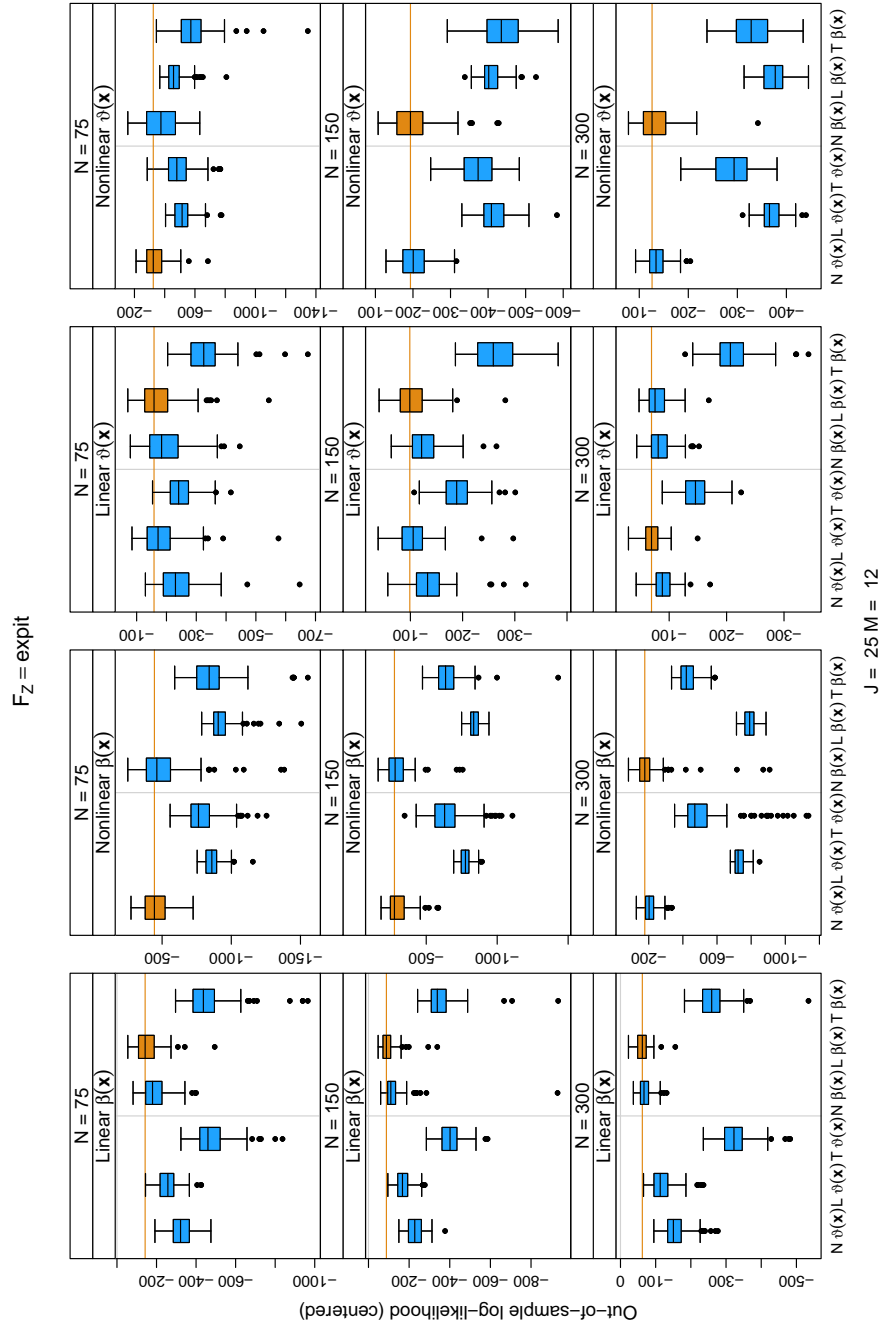 F_Z = expit
N = 75
N = 75
N = 75
N = 75
Linear β(x)
Nonlinear β(x)
Linear ϑ(x)
Nonlinear ϑ(x)
−200
−400
−600
−1000
−500
−1000
−1500
−100
−300
−500
−700
−200
−600
−1000
−1400
N = 150
N = 150
N = 150
N = 150
Linear β(x)
Nonlinear β(x)
Linear ϑ(x)
Nonlinear ϑ(x)
−200
−400
−600
−800
−500
−1000
−100
−200
−300
−100
−200
−300
−400
−500
−600
N = 300
N = 300
N = 300
N = 300
Linear β(x)
Nonlinear β(x)
Linear ϑ(x)
Nonlinear ϑ(x)
0
−100
−300
−500
−200
−600
−1000
−100
−200
−300
−100
−200
−300
−400
Out−of−sample log−likelihood (centered)
N ϑ(x) L ϑ(x) T ϑ(x) N β(x) L β(x) T β(x)
N ϑ(x) L ϑ(x) T ϑ(x) N β(x) L β(x) T β(x)
N ϑ(x) L ϑ(x) T ϑ(x) N β(x) L β(x) T β(x)
N ϑ(x) L ϑ(x) T ϑ(x) N β(x) L β(x) T β(x)
J = 25 M = 12